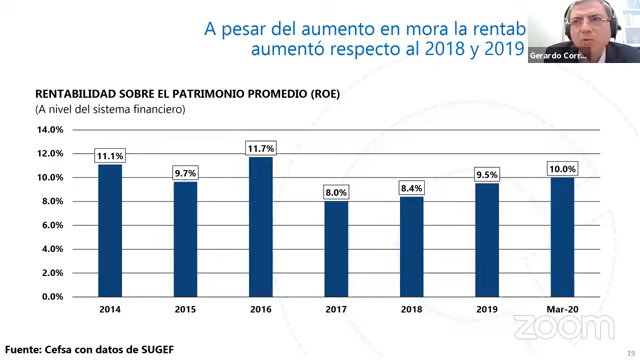 A pesar del aumento en mora la rentab
aumentó respecto al 2018 y 2019
Gerardo Corr...
RENTABILIDAD SOBRE EL PATRIMONIO PROMEDIO (ROE)
(A nivel del sistema financiero)
14.0%
12.0%
10.0%
8.0%
6.0%
4.0%
2.0%
0.0%
11.1%
9.7%
11.7%
8.0%
8.4%
9.5%
10.0%
2014
2015
2016
2017
2018
2019
Mar-20
zoom
Fuente: Cefsa con datos de SUGEF
19